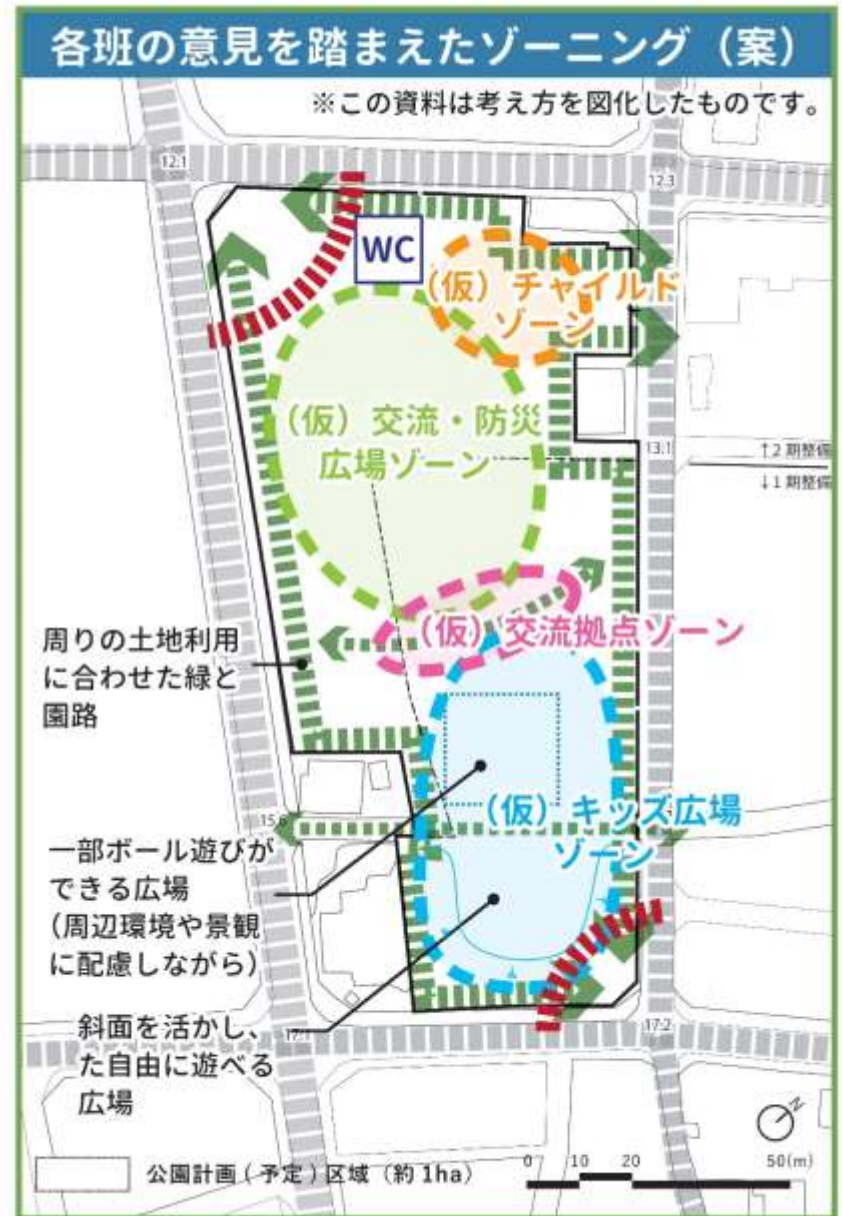 各班の意見を踏まえたゾーニング（案）
※この資料は考え方を図化したものです。
12.1
12.3
WC
（仮）チャイルド
ゾーン
（仮）交流・防災
広場ゾーン
13.1
↑2期整備
↓1期整備
（仮）交流拠点ゾーン
周りの土地利用
に合わせた緑と
園路
（仮）キッズ広場
ゾーン
一部ボール遊びが
できる広場
（周辺環境や景観
に配慮しながら）
斜面を活かし、
た自由に遊べる
広場
17.1
17.2
N
公園計画(予定)区域（約1ha）
0 10 20 50(m)